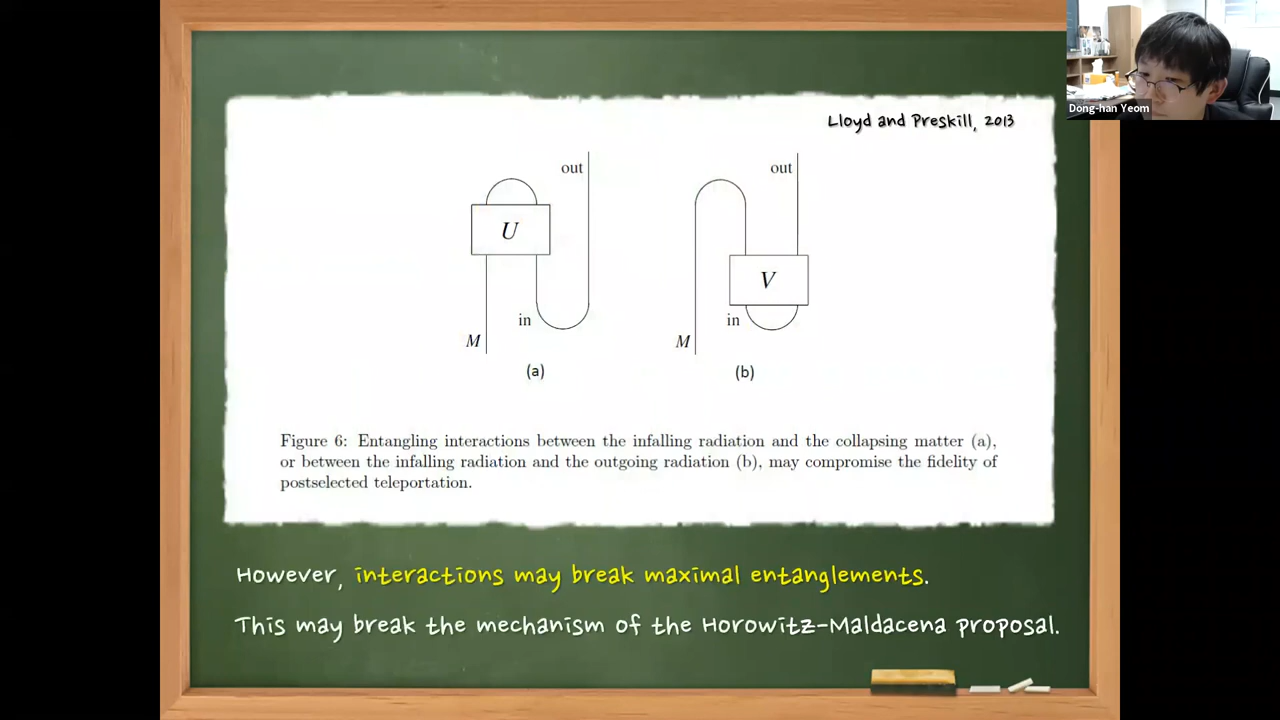 Dong-han Yeom
Lloyd and Preskill, 2013
out
U
in
M
(a)
out
V
in
M
(b)
Figure 6: Entangling interactions between the infalling radiation and the collapsing matter (a),
or between the infalling radiation and the outgoing radiation (b), may compromise the fidelity of
postselected teleportation.
However, interactions may break maximal entanglements.
This may break the mechanism of the Horowitz-Maldacena proposal.